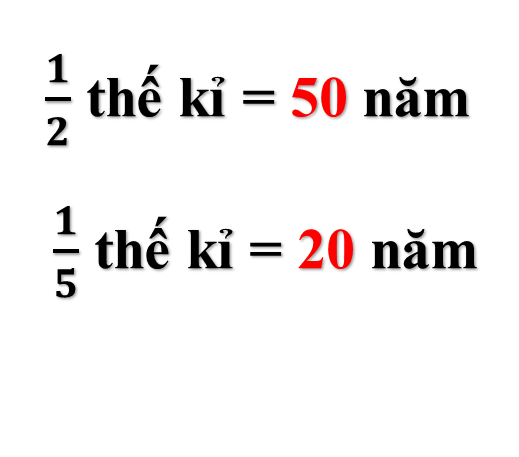 1/2 thế kỉ = 50 năm
1/5 thế kỉ = 20 năm